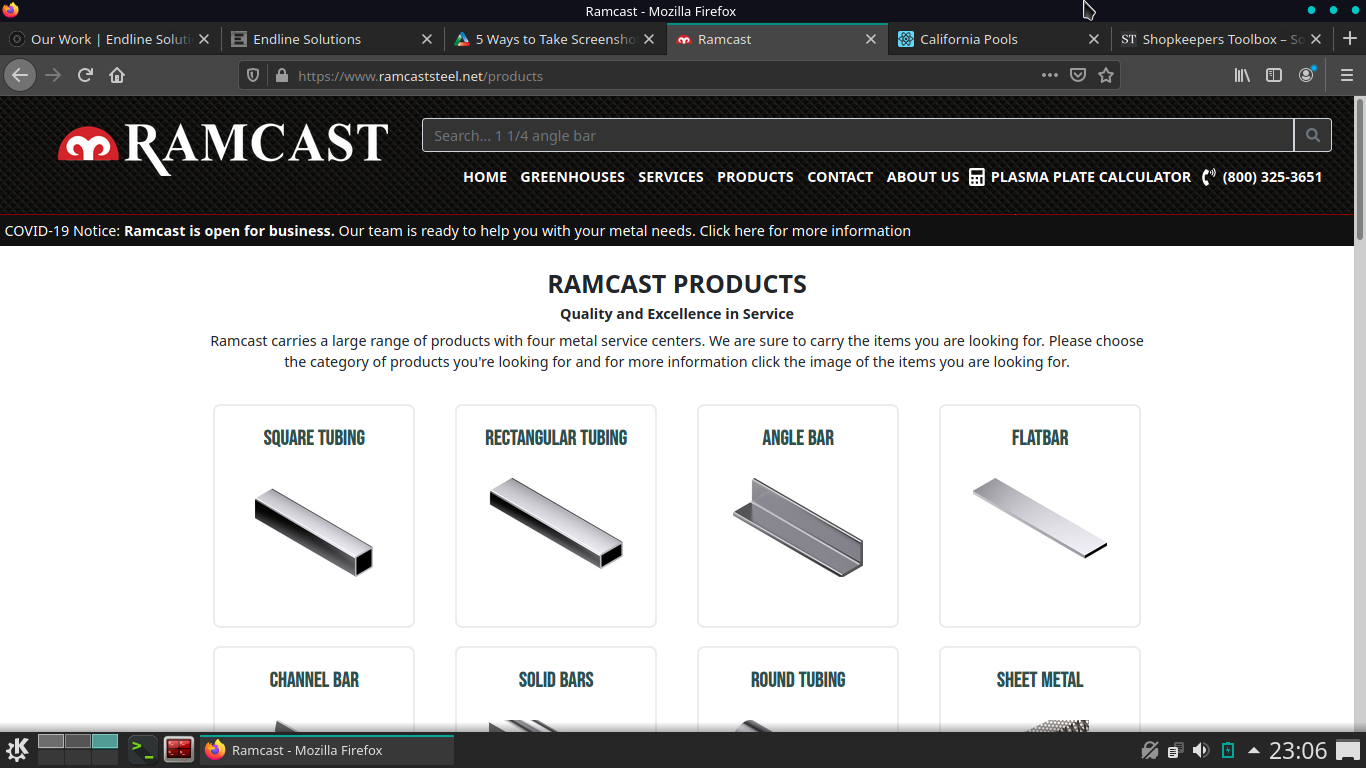 Ramcast - Mozilla Firefox
Our Work | Endline Soluti
Endline Solutions
5 Ways to Take Screensho
Ramcast
California Pools
ST Shopkeepers Toolbox – So
https://www.ramcaststeel.net/products
RAMCAST
Search... 1 1/4 angle bar
HOME GREENHOUSES SERVICES PRODUCTS CONTACT ABOUT US PLASMA PLATE CALCULATOR (800) 325-3651
COVID-19 Notice: Ramcast is open for business. Our team is ready to help you with your metal needs. Click here for more information
RAMCAST PRODUCTS
Quality and Excellence in Service
Ramcast carries a large range of products with four metal service centers. We are sure to carry the items you are looking for. Please choose
the category of products you're looking for and for more information click the image of the items you are looking for.
SQUARE TUBING
RECTANGULAR TUBING
ANGLE BAR
FLATBAR
CHANNEL BAR
SOLID BARS
ROUND TUBING
SHEET METAL
Ramcast - Mozilla Firefox
23:06